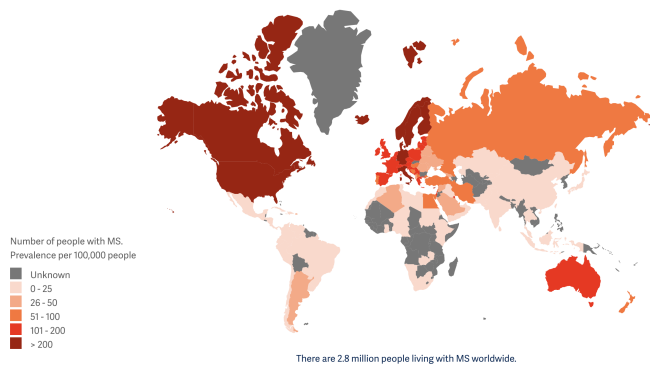 Number of people with MS.
Prevalence per 100,000 people
Unknown
0 - 25
26 - 50
51 - 100
101 - 200
> 200
There are 2.8 million people living with MS worldwide.